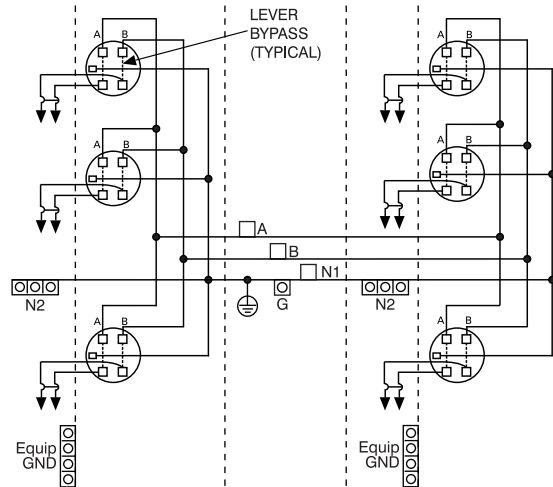 A B
LEVER
BYPASS
(TYPICAL)
A B
A B
A B
A
B
N1
N2
G
N2
A B
A B
Equip
GND
Equip
GND